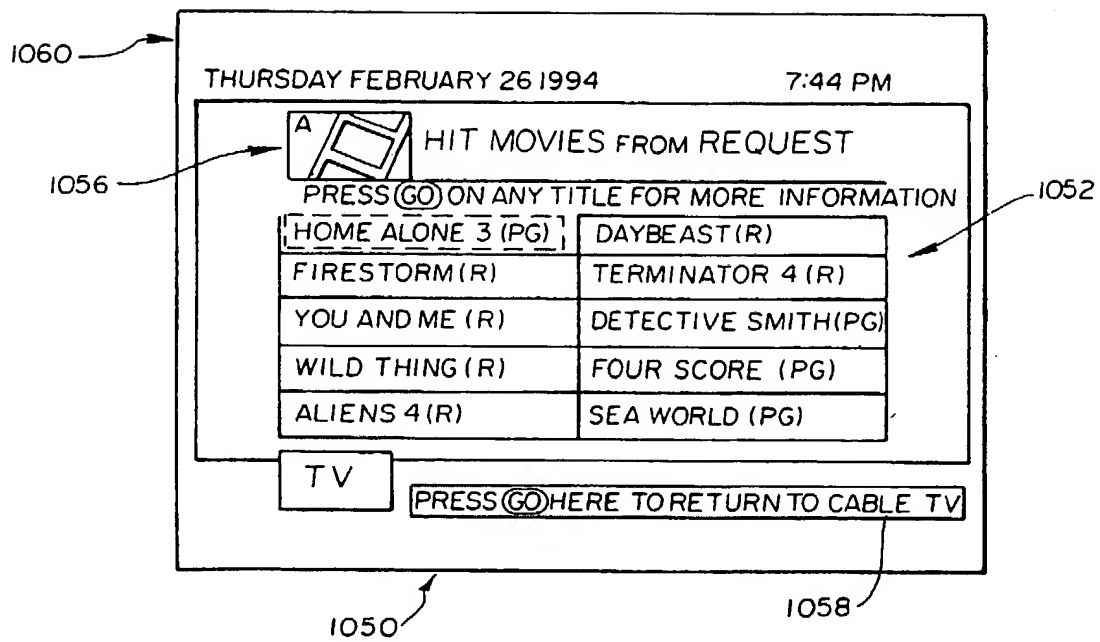 1060
THURSDAY FEBRUARY 26 1994 7:44 PM
A
HIT MOVIES FROM REQUEST
1056
PRESS GO ON ANY TITLE FOR MORE INFORMATION
1052
HOME ALONE 3 (PG) DAYBEAST(R)
FIRESTORM(R) TERMINATOR 4 (R)
YOU AND ME (R) DETECTIVE SMITH(PG)
WILD THING(R) FOUR SCORE (PG)
ALIENS 4(R) SEA WORLD (PG)
TV
PRESS GO HERE TO RETURN TO CABLE TV
1050
1058